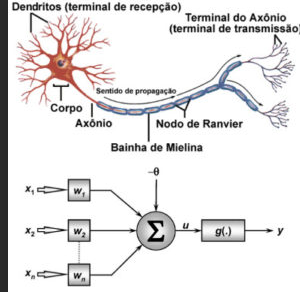 Dendritos (terminal de recepção)
Terminal do Axônio
(terminal de transmissão)
Sentido de propagação
Corpo
Axônio
Nodo de Ranvier
Bainha de Mielina
–θ
x1
w1
x2
w2
Σ
u
g(.)
y
xn
wn